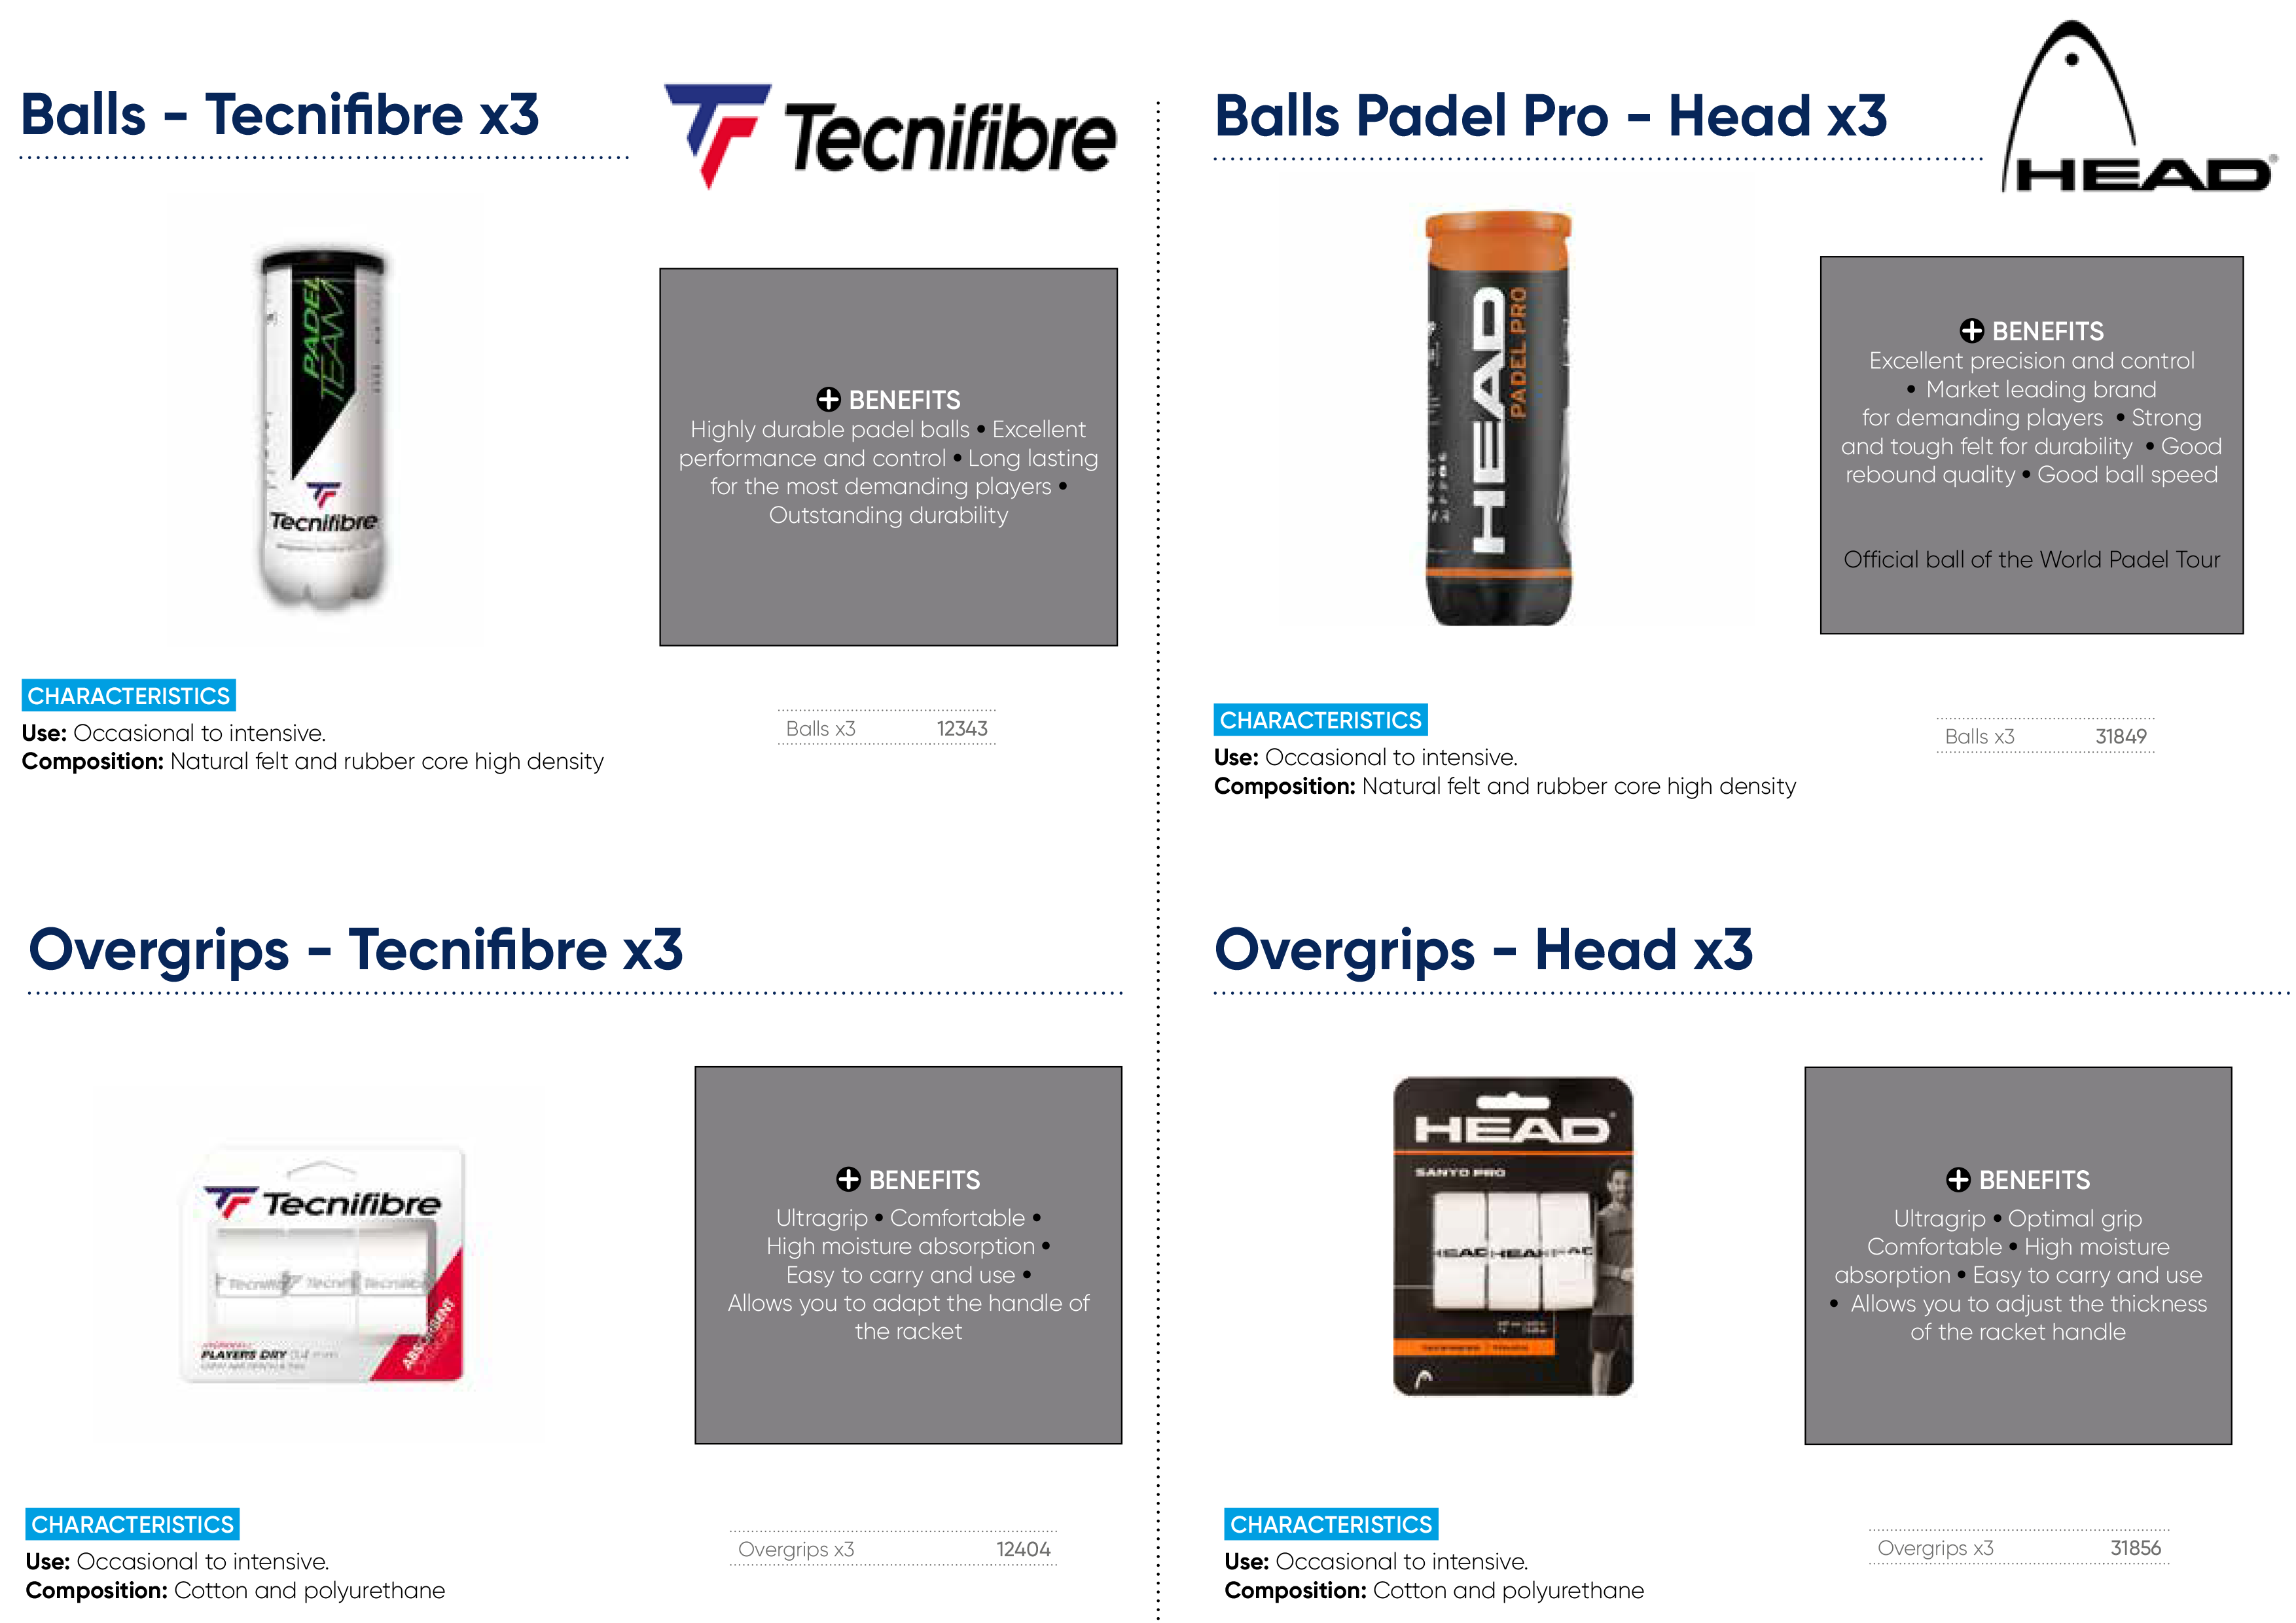 Balls - Tecnifibre x3
Tecnifibre
PADEL
TEAM
Tecnifibre
BENEFITS
Highly durable padel balls • Excellent
performance and control • Long lasting
for the most demanding players •
Outstanding durability
CHARACTERISTICS
Use: Occasional to intensive.
Composition: Natural felt and rubber core high density
Balls x3 12343
Balls Padel Pro - Head x3
HEAD®
HEAD
PADEL PRO
BENEFITS
Excellent precision and control
• Market leading brand
for demanding players • Strong
and tough felt for durability • Good
rebound quality • Good ball speed
Official ball of the World Padel Tour
CHARACTERISTICS
Use: Occasional to intensive.
Composition: Natural felt and rubber core high density
Balls x3 31849
Overgrips - Tecnifibre x3
Tecnifibre
Tecnifibre
PLAYERS DRY
ABSORBENT
BENEFITS
Ultragrip • Comfortable •
High moisture absorption •
Easy to carry and use •
Allows you to adapt the handle of
the racket
CHARACTERISTICS
Use: Occasional to intensive.
Composition: Cotton and polyurethane
Overgrips x3 12404
Overgrips - Head x3
HEAD
HEAD HEAD HEAD
BENEFITS
Ultragrip • Optimal grip
Comfortable • High moisture
absorption • Easy to carry and use
• Allows you to adjust the thickness
of the racket handle
CHARACTERISTICS
Use: Occasional to intensive.
Composition: Cotton and polyurethane
Overgrips x3 31856